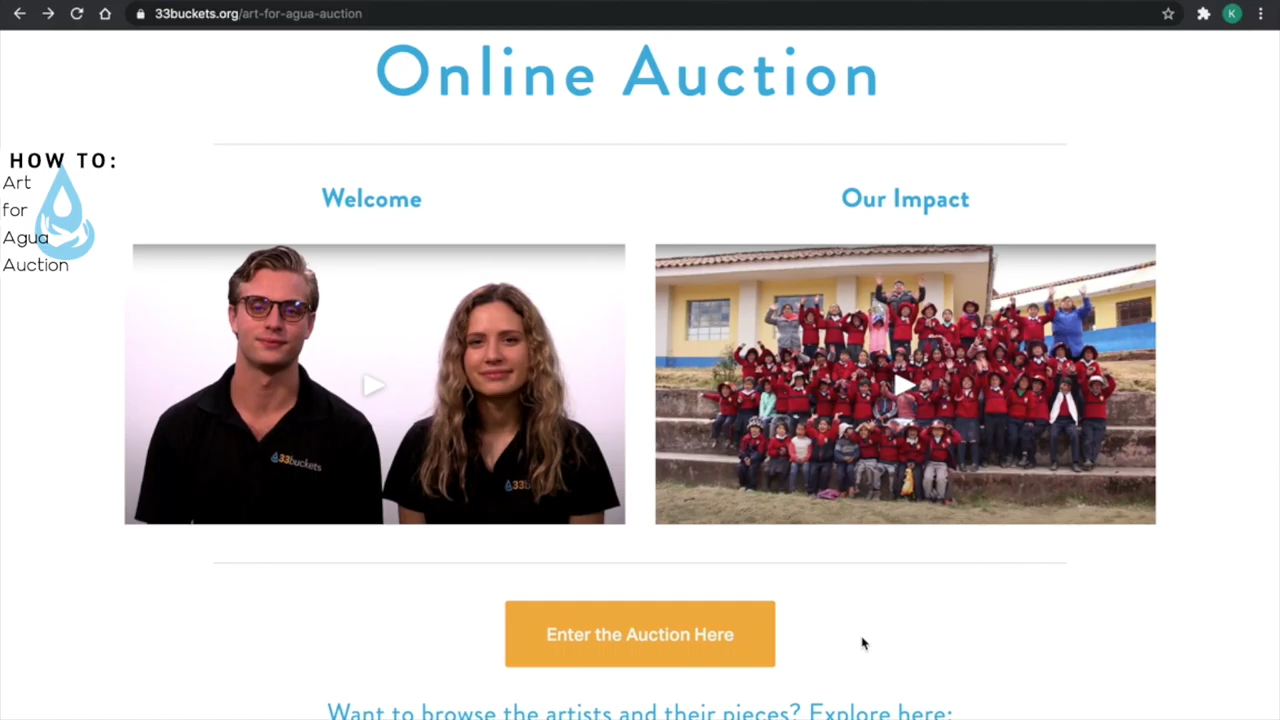 33buckets.org/art-for-agua-auction
K
Online Auction
HOW TO:
Art
for
Agua
Auction
Welcome
Our Impact
33buckets
33b
Enter the Auction Here
Want to browse the artists and their pieces? Explore here: